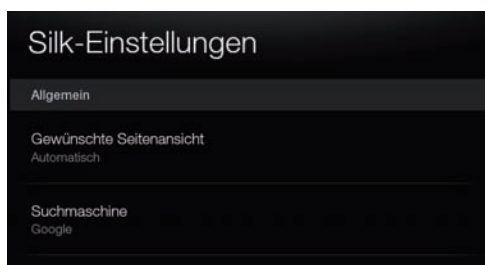 Silk-Einstellungen
Allgemein
Gewünschte Seitenansicht
Automatisch
Suchmaschine
Google